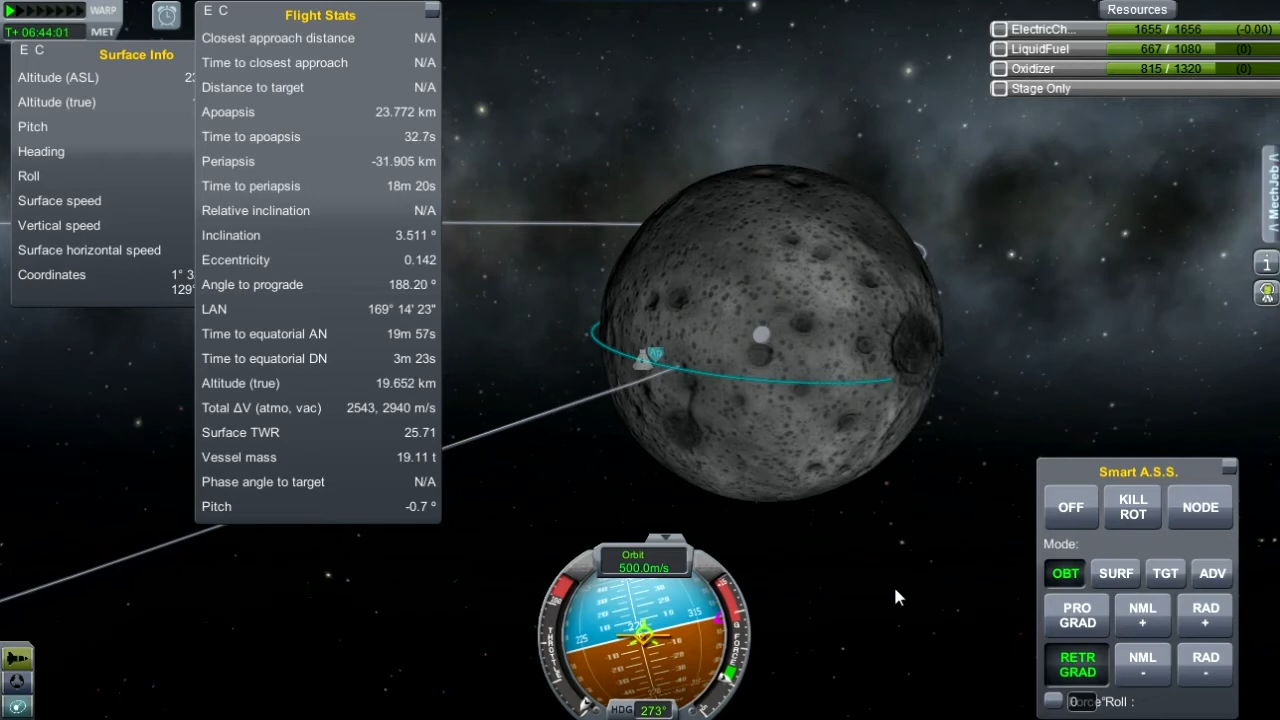 WARP
T+ 06:44:01
MET
E C
Surface Info
Altitude (ASL)
Altitude (true)
Pitch
Heading
Roll
Surface speed
Vertical speed
Surface horizontal speed
Coordinates 1° 3
129°
E C
Flight Stats
Closest approach distance N/A
Time to closest approach N/A
Distance to target N/A
Apoapsis 23.772 km
Time to apoapsis 32.7s
Periapsis -31.905 km
Time to periapsis 18m 20s
Relative inclination N/A
Inclination 3.511 º
Eccentricity 0.142
Angle to prograde 188.20 º
LAN 169° 14' 23"
Time to equatorial AN 19m 57s
Time to equatorial DN 3m 23s
Altitude (true) 19.652 km
Total ΔV (atmo, vac) 2543, 2940 m/s
Surface TWR 25.71
Vessel mass 19.11 t
Phase angle to target N/A
Pitch -0.7 º
Resources
ElectricCh... 1655 / 1656 (-0.00)
LiquidFuel 667 / 1080 (0)
Oxidizer 815 / 1320 (0)
Stage Only
/\ MechJeb /\
i
Ap
Orbit
500.0m/s
315
225
HDG 273°
Smart A.S.S.
OFF
KILL ROT
NODE
Mode:
OBT SURF TGT ADV
PRO GRAD
NML +
RAD +
RETR GRAD
NML -
RAD -
Roll :